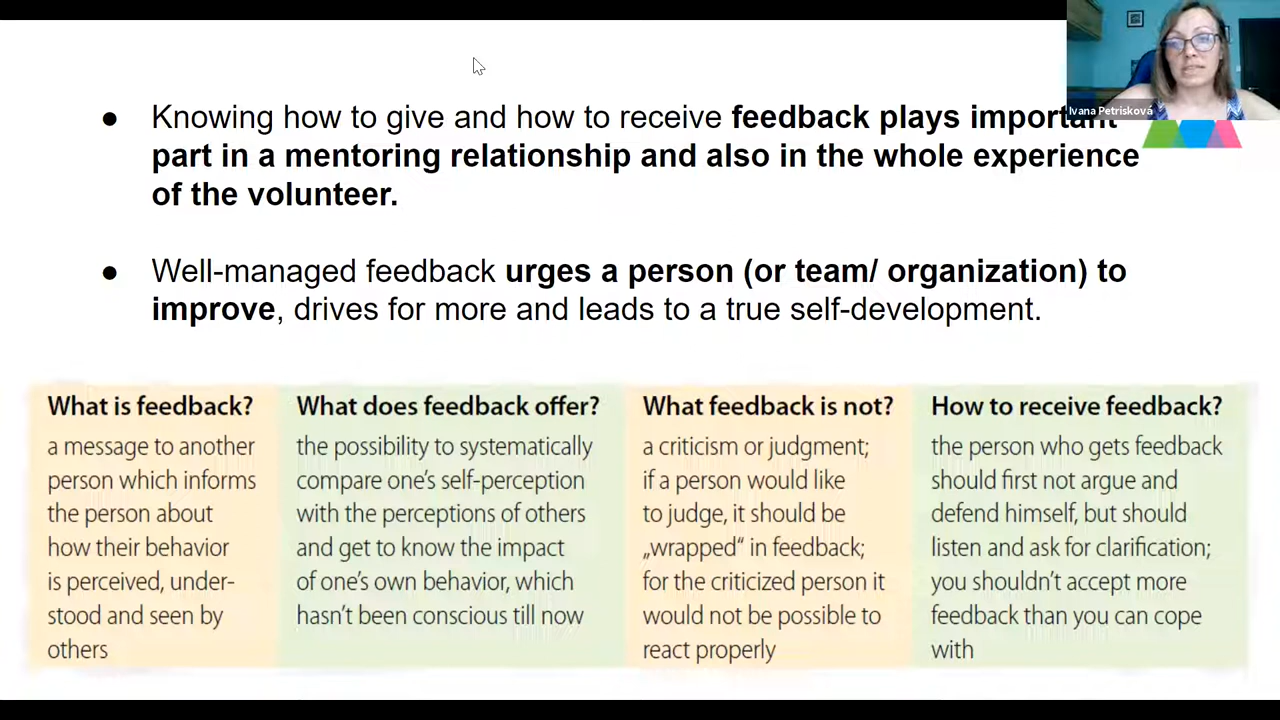 Ivana Petrisková
● Knowing how to give and how to receive feedback plays important
part in a mentoring relationship and also in the whole experience
of the volunteer.
● Well-managed feedback urges a person (or team/ organization) to
improve, drives for more and leads to a true self-development.
What is feedback?
a message to another
person which informs
the person about
how their behavior
is perceived, under-
stood and seen by
others
What does feedback offer?
the possibility to systematically
compare one's self-perception
with the perceptions of others
and get to know the impact
of one's own behavior, which
hasn't been conscious till now
What feedback is not?
a criticism or judgment;
if a person would like
to judge, it should be
„wrapped“ in feedback;
for the criticized person it
would not be possible to
react properly
How to receive feedback?
the person who gets feedback
should first not argue and
defend himself, but should
listen and ask for clarification;
you shouldn't accept more
feedback than you can cope
with